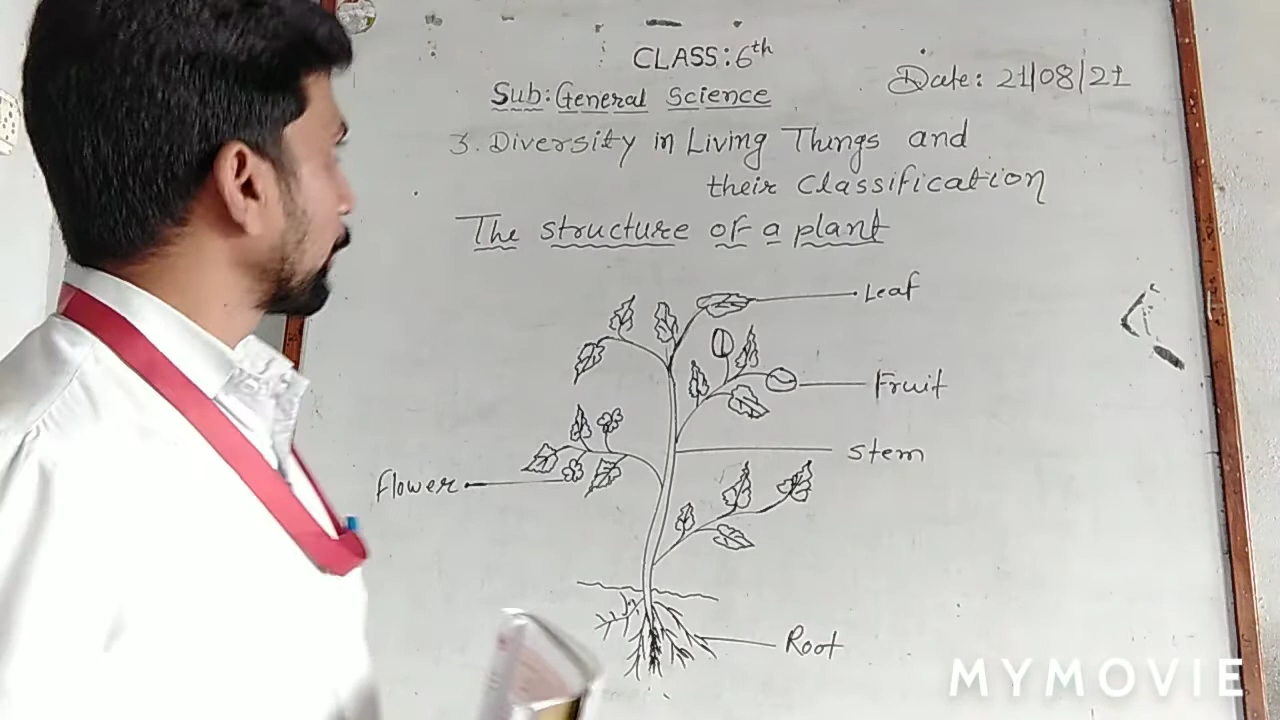 CLASS: 6th
Sub: General Science
Date: 21/08/21
3. Diversity in Living Things and
their Classification
The structure of a plant
Leaf
Fruit
Stem
flower
Root
MYMOVIE